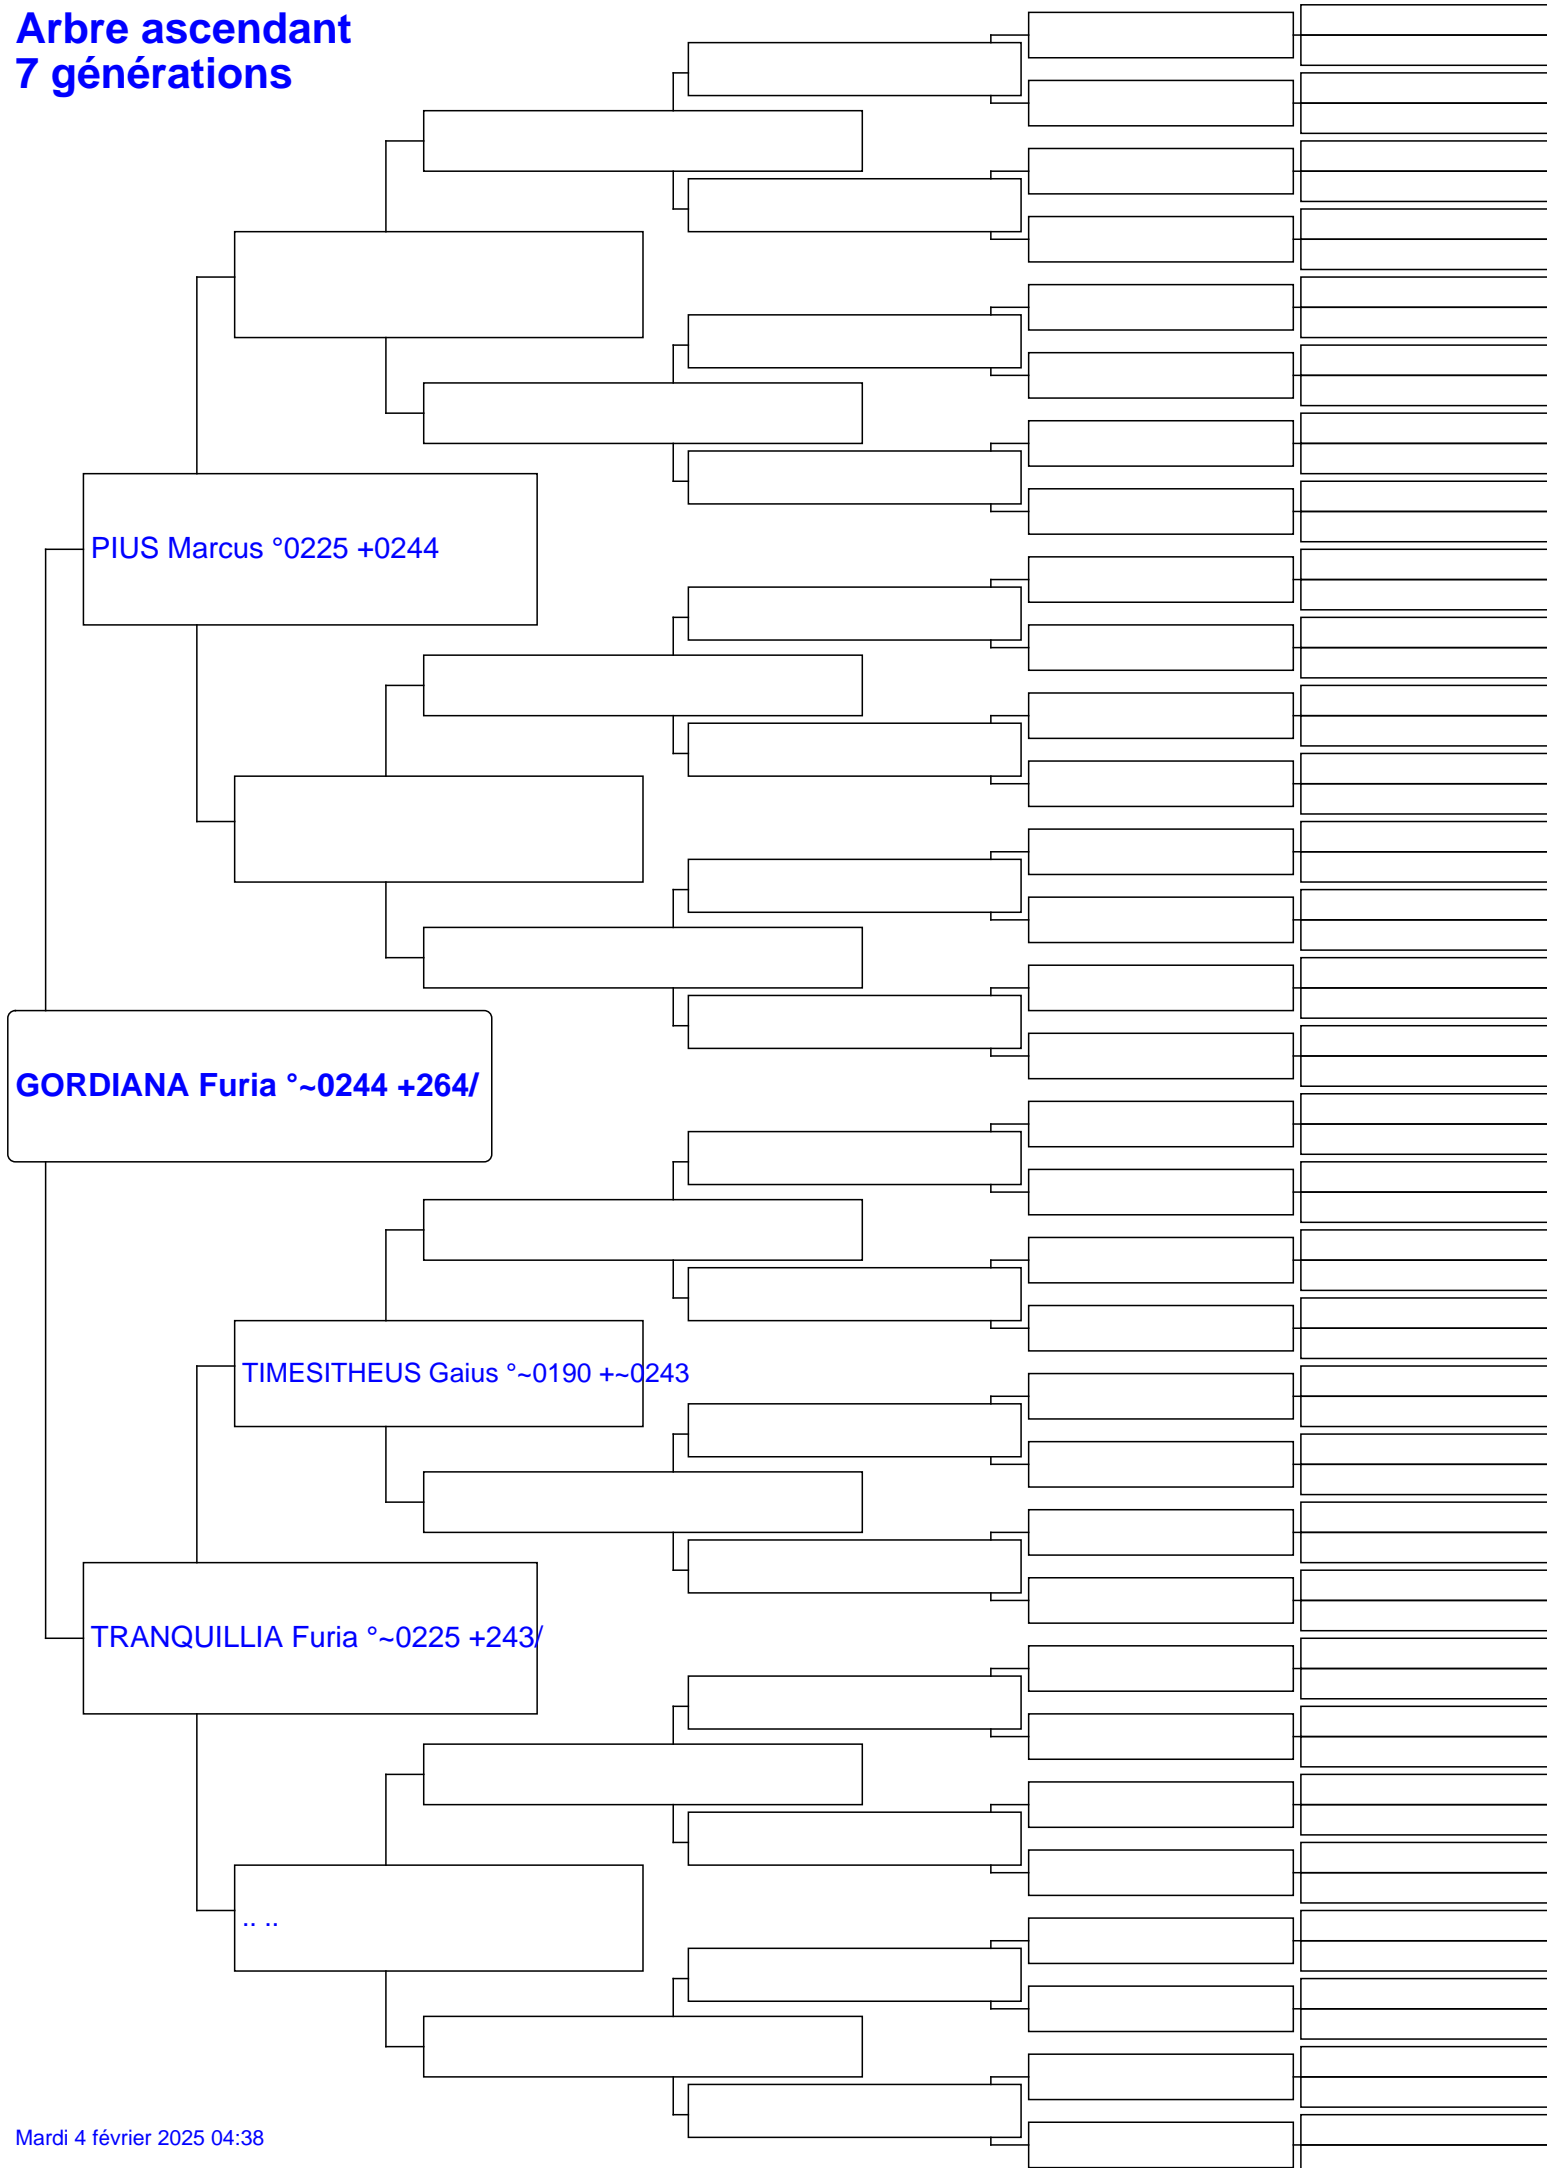 Arbre ascendant
7 générations
PIUS Marcus °0225 +0244
GORDIANA Furia °~0244 +264/
TIMESITHEUS Gaius °~0190 +~0243
TRANQUILLIA Furia °~0225 +243/
.. ..
Mardi 4 février 2025 04:38